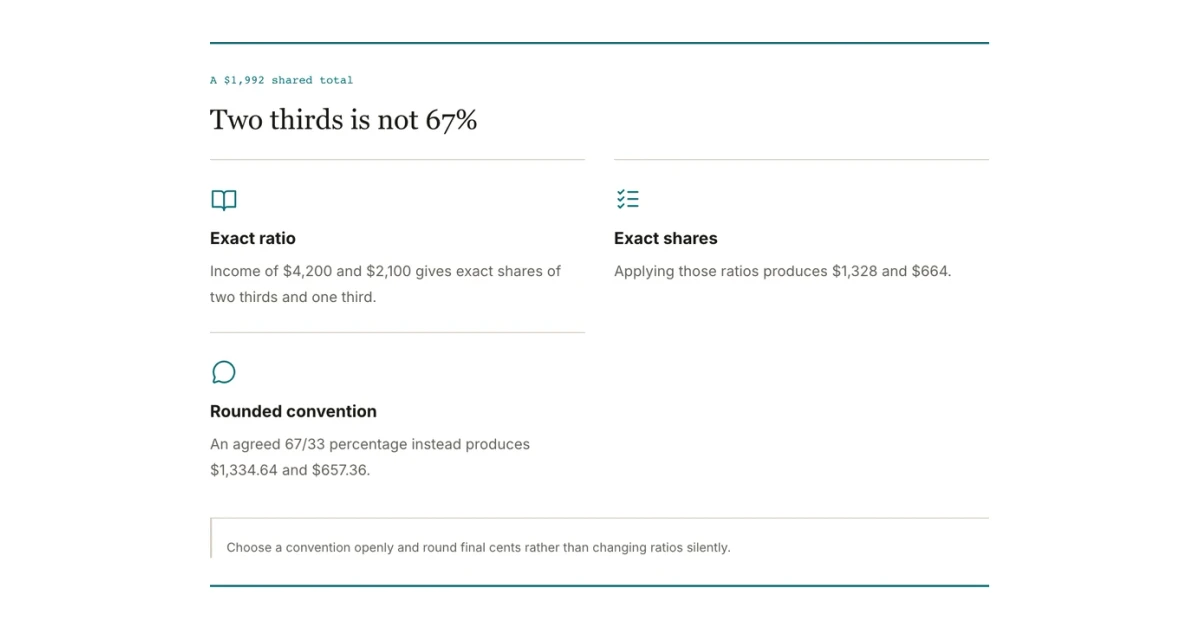 A $1,992 shared total
Two thirds is not 67%
Exact ratio
Income of $4,200 and $2,100 gives exact shares of
two thirds and one third.
Exact shares
Applying those ratios produces $1,328 and $664.
Rounded convention
An agreed 67/33 percentage instead produces
$1,334.64 and $657.36.
Choose a convention openly and round final cents rather than changing ratios silently.